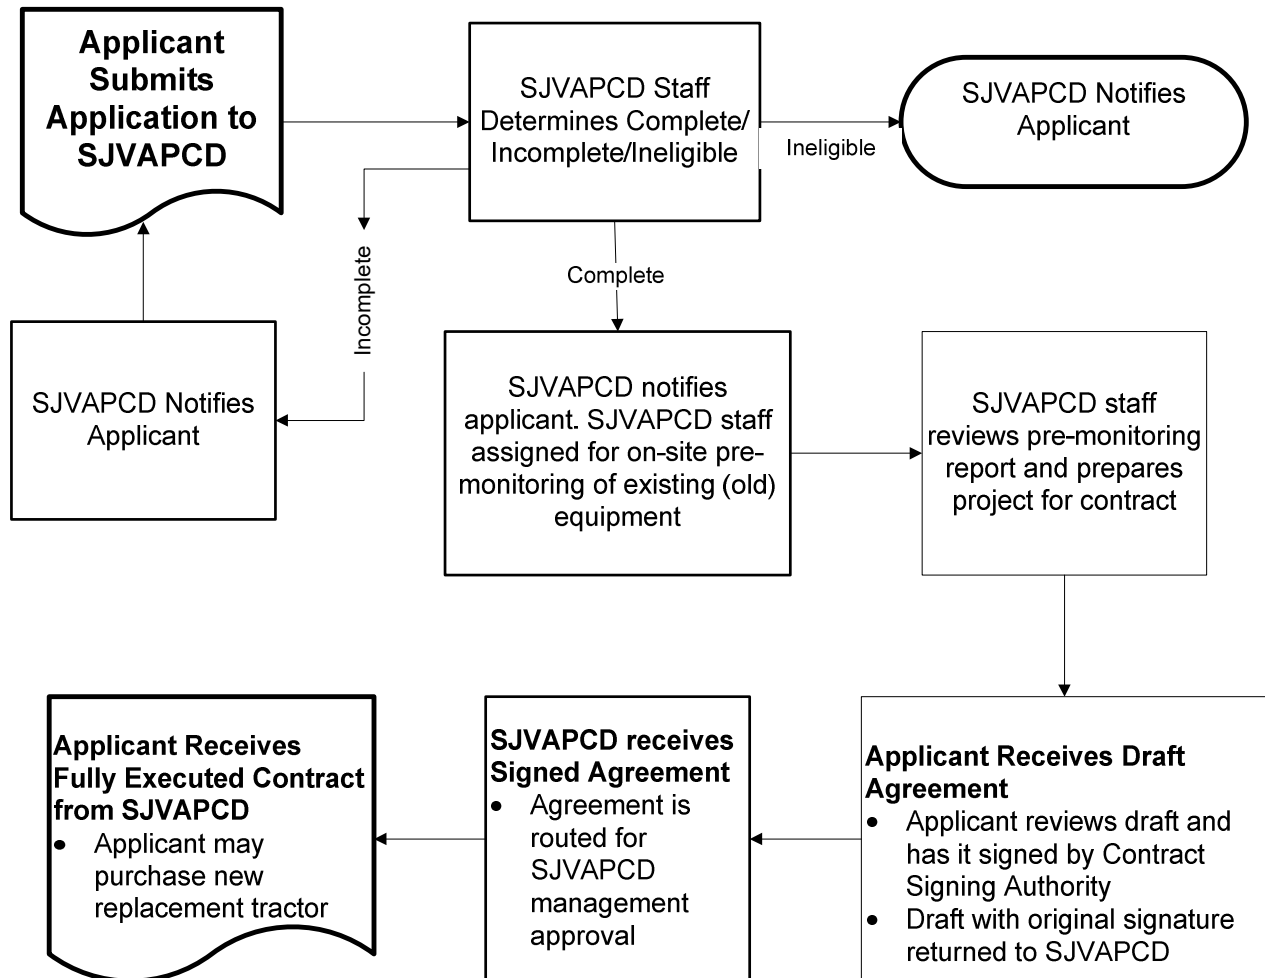 Applicant
Submits
Application to
SJVAPCD
SJVAPCD Staff
Determines Complete/
Incomplete/Ineligible
Ineligible
SJVAPCD Notifies
Applicant
Incomplete
Complete
SJVAPCD Notifies
Applicant
SJVAPCD notifies
applicant. SJVAPCD staff
assigned for on-site pre-
monitoring of existing (old)
equipment
SJVAPCD staff
reviews pre-monitoring
report and prepares
project for contract
Applicant Receives
Fully Executed Contract
from SJVAPCD
• Applicant may
purchase new
replacement tractor
SJVAPCD receives
Signed Agreement
• Agreement is
routed for
SJVAPCD
management
approval
Applicant Receives Draft
Agreement
• Applicant reviews draft and
has it signed by Contract
Signing Authority
• Draft with original signature
returned to SJVAPCD